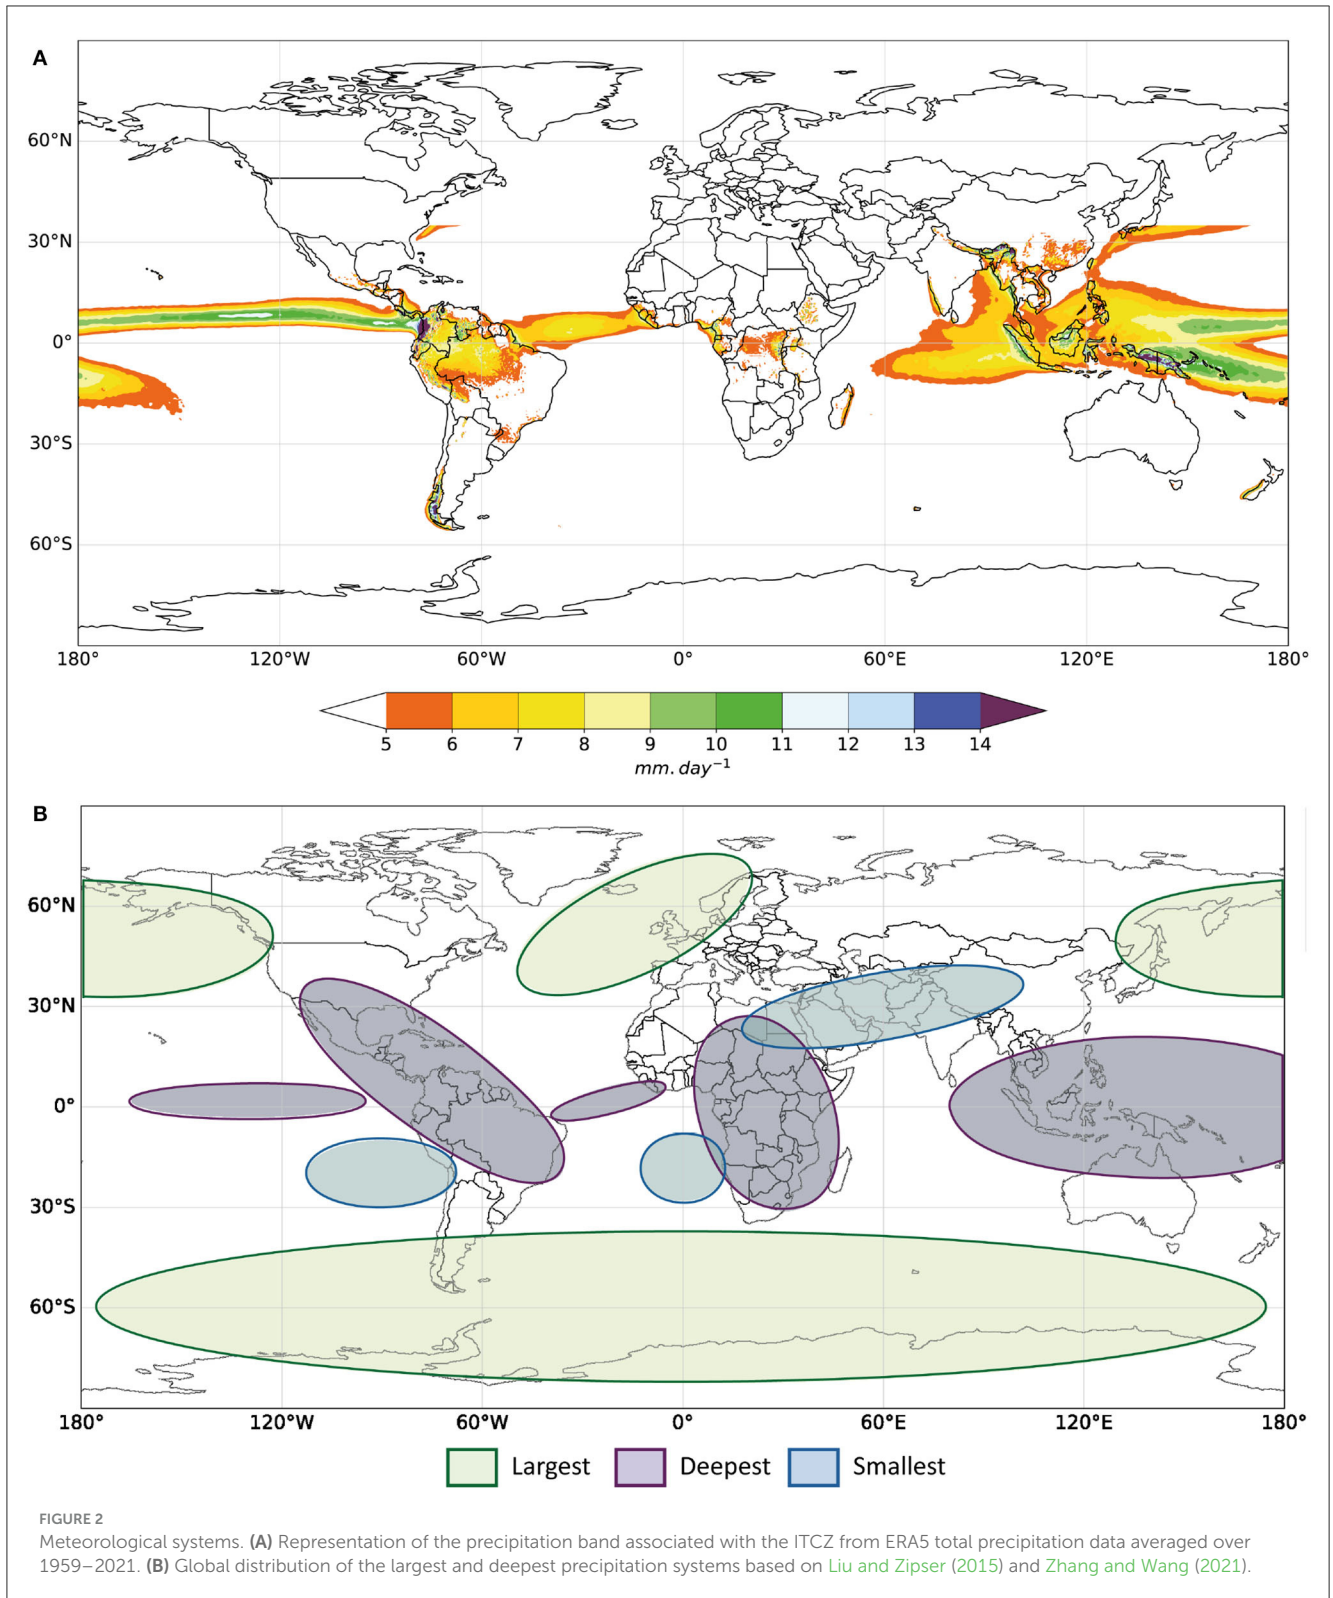 A
60°N
30°N
0°
30°S
60°S
180° 120°W 60°W 0° 60°E 120°E 180°
5 6 7 8 9 10 11 12 13 14
mm. day⁻¹
B
60°N
30°N
0°
30°S
60°S
180° 120°W 60°W 0° 60°E 120°E 180°
Largest Deepest Smallest
FIGURE 2
Meteorological systems. (A) Representation of the precipitation band associated with the ITCZ from ERA5 total precipitation data averaged over
1959–2021. (B) Global distribution of the largest and deepest precipitation systems based on Liu and Zipser (2015) and Zhang and Wang (2021).